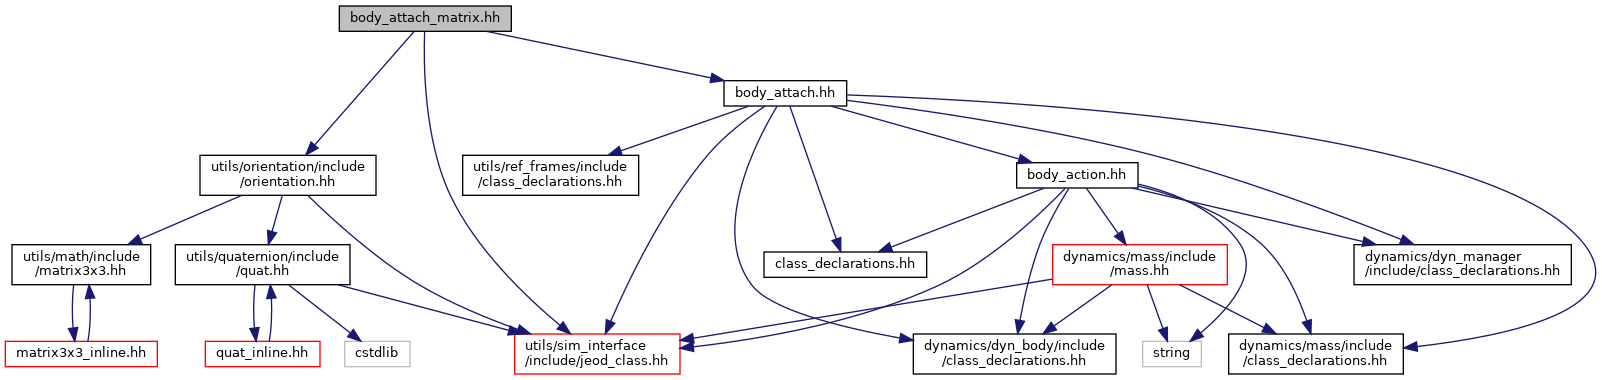 body_attach_matrix.hh
body_attach.hh
utils/orientation/include
/orientation.hh
utils/ref_frames/include
/class_declarations.hh
body_action.hh
utils/math/include
/matrix3x3.hh
utils/quaternion/include
/quat.hh
class_declarations.hh
dynamics/mass/include
/mass.hh
dynamics/dyn_manager
/include/class_declarations.hh
matrix3x3_inline.hh
quat_inline.hh
cstdlib
utils/sim_interface
/include/jeod_class.hh
dynamics/dyn_body/include
/class_declarations.hh
string
dynamics/mass/include
/class_declarations.hh